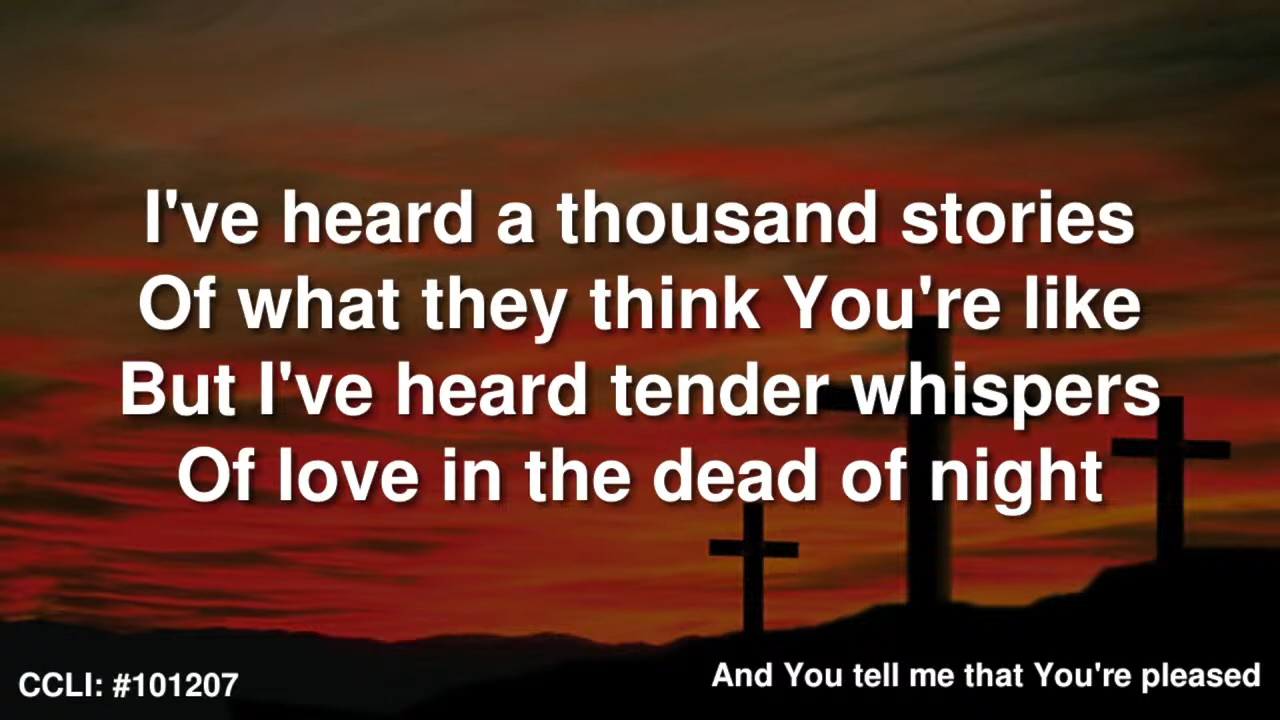 I've heard a thousand stories
Of what they think You're like
But I've heard tender whispers
Of love in the dead of night
CCLI: #101207
And You tell me that You're pleased